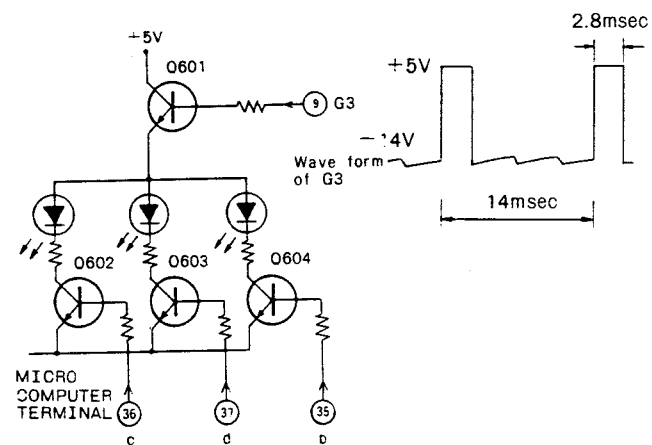 +5V
Q601
9 G3
2.8msec
+5V
-14V
Wave form
of G3
14msec
Q602
Q603
Q604
MICRO
COMPUTER
TERMINAL
36
37
35
c
d
b